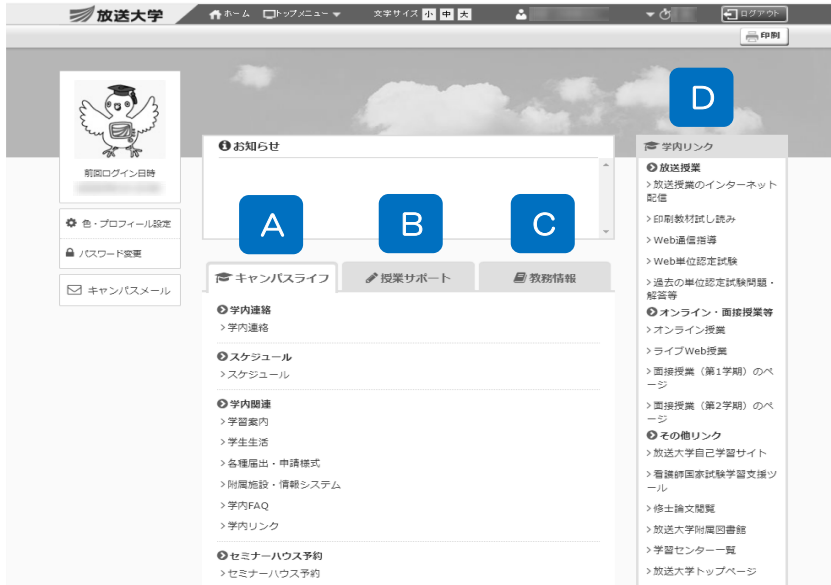 放送大学
ホーム トップメニュー 文字サイズ 小 中 大 ログアウト
印刷
前回ログイン日時
色・プロフィール設定
パスワード変更
キャンパスメール
お知らせ
A
B
C
キャンパスライフ 授業サポート 教務情報
学内連絡
>学内連絡
スケジュール
>スケジュール
学内関連
>学習案内
>学生生活
>各種届出・申請様式
>附属施設・情報システム
>学内FAQ
>学内リンク
セミナーハウス予約
>セミナーハウス予約
D
学内リンク
放送授業
>放送授業のインターネット
配信
>印刷教材試し読み
>Web通信指導
>Web単位認定試験
>過去の単位認定試験問題・
解答等
オンライン・面接授業等
>オンライン授業
>ライブWeb授業
>面接授業（第1学期）のペ
ージ
>面接授業（第2学期）のペ
ージ
その他リンク
>放送大学自己学習サイト
>看護師国家試験学習支援ツ
ール
>修士論文閲覧
>放送大学附属図書館
>学習センター一覧
>放送大学トップページ